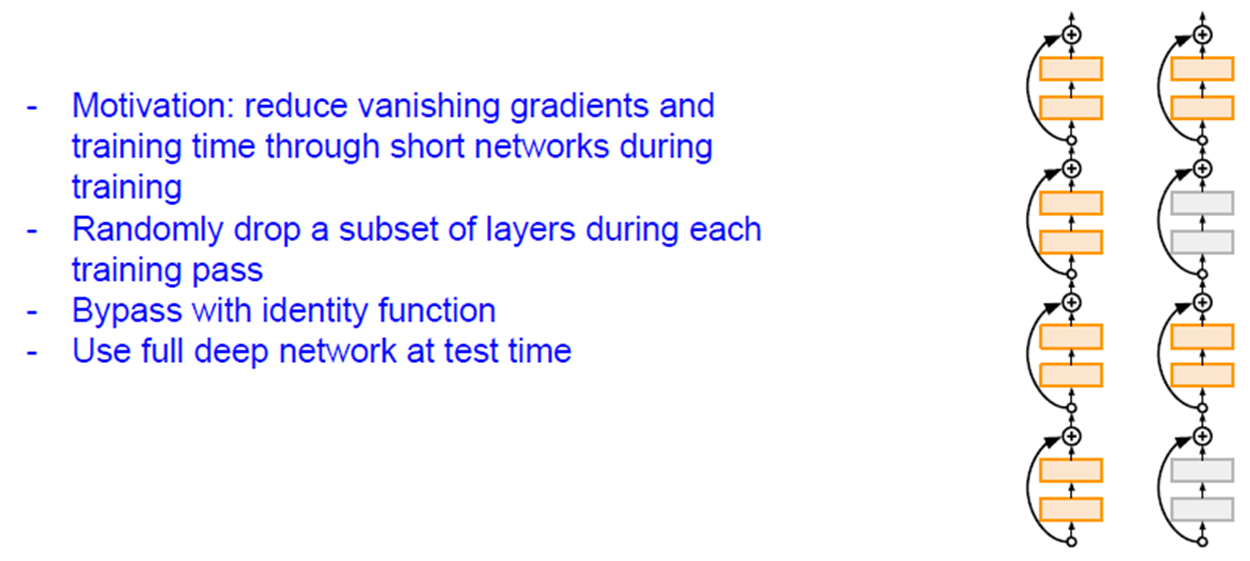 - Motivation: reduce vanishing gradients and
training time through short networks during
training
- Randomly drop a subset of layers during each
training pass
- Bypass with identity function
- Use full deep network at test time